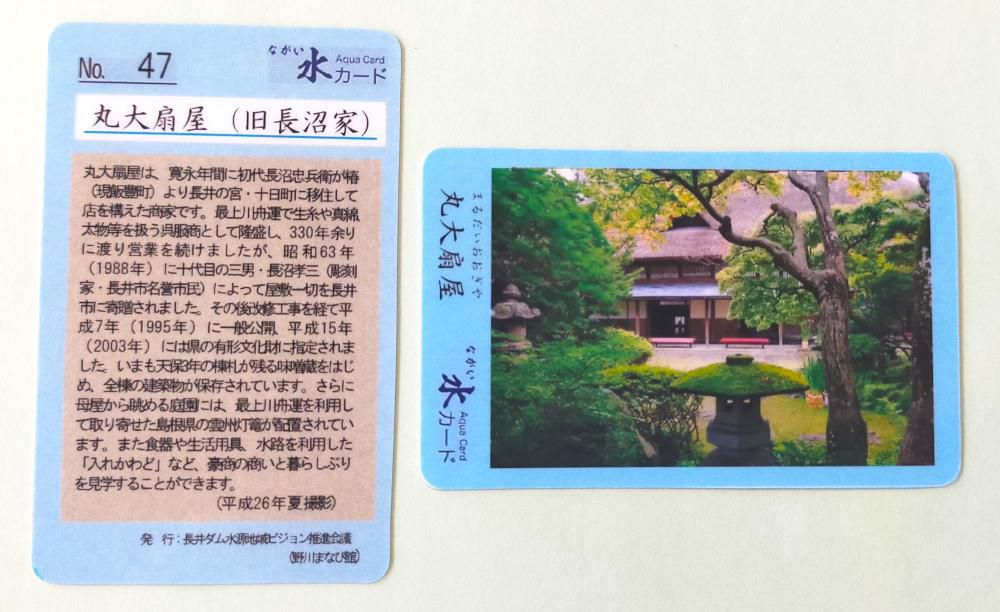 No. 47
ながい
水
Aqua Card
カード
丸大扇屋（旧長沼家）
丸大扇屋は、寛永年間に初代長沼忠兵衛が椿
（現飯豊町）より長井の宮・十日町に移住して
店を構えた商家です。最上川舟運で生糸や真綿
太物等を扱う呉服商として隆盛し、330年余り
に渡り営業を続けましたが、昭和63年
（1988年）に十代目の三男・長沼孝三（彫刻
家・長井市名誉市民）によって屋敷一切を長井
市に寄贈されました。その後改修工事を経て平
成7年（1995年）に一般公開、平成15年
（2003年）には県の有形文化財に指定されま
した。いまも天保3年の棟札が残る味噌蔵をはじ
め、全棟の建築物が保存されています。さらに
母屋から眺める庭園には、最上川舟運を利用し
て取り寄せた島根県の雲州灯篭が配置されてい
ます。また食器や生活用具、水路を利用した
「入れかわど」など、豪商の商いと暮らしぶり
を見学することができます。
（平成26年夏撮影）
発 行：長井ダム水源地域ビジョン推進会議
（野川まなび館）
まるだいおおぎや
丸大扇屋
ながい
水
Aqua Card
カード